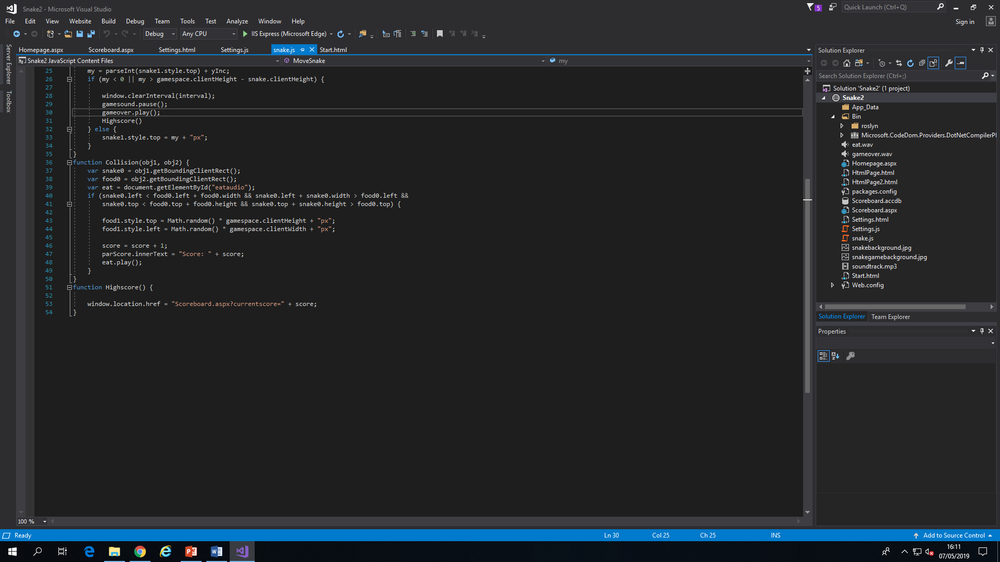 Snake2 - Microsoft Visual Studio
5
Quick Launch (Ctrl+Q)
File Edit View Website Build Debug Team Tools Test Analyze Window Help
Sign in
Debug Any CPU IIS Express (Microsoft Edge)
Server Explorer
Toolbox
Homepage.aspx Scoreboard.aspx Settings.html Settings.js snake.js Start.html
Snake2 JavaScript Content Files MoveSnake my
25 my = parseInt(snake1.style.top) + yInc;
26 if (my < 0 || my > gamespace.clientHeight - snake.clientHeight) {
27
28 window.clearInterval(interval);
29 gamesound.pause();
30 gameover.play();
31 Highscore()
32 } else {
33 snake1.style.top = my + "px";
34 }
35 }
36 function Collision(obj1, obj2) {
37 var snake0 = obj1.getBoundingClientRect();
38 var food0 = obj2.getBoundingClientRect();
39 var eat = document.getElementById("eataudio");
40 if (snake0.left < food0.left + food0.width && snake0.left + snake0.width > food0.left &&
41 snake0.top < food0.top + food0.height && snake0.top + snake0.height > food0.top) {
42
43 food1.style.top = Math.random() * gamespace.clientHeight + "px";
44 food1.style.left = Math.random() * gamespace.clientWidth + "px";
45
46 score = score + 1;
47 parScore.innerText = "Score: " + score;
48 eat.play();
49 }
50 }
51 function Highscore() {
52
53 window.location.href = "Scoreboard.aspx?currentscore=" + score;
54 }
100 %
Solution Explorer
Search Solution Explorer (Ctrl+;)
Solution 'Snake2' (1 project)
Snake2
App_Data
Bin
roslyn
Microsoft.CodeDom.Providers.DotNetCompilerPl
eat.wav
gameover.wav
Homepage.aspx
HtmlPage.html
HtmlPage2.html
packages.config
Scoreboard.accdb
Scoreboard.aspx
Settings.html
Settings.js
snake.js
snakebackground.jpg
snakegamebackground.jpg
soundtrack.mp3
Start.html
Web.config
Solution Explorer Team Explorer
Properties
Ready Ln 30 Col 25 Ch 25 INS Add to Source Control
16:11
07/05/2019